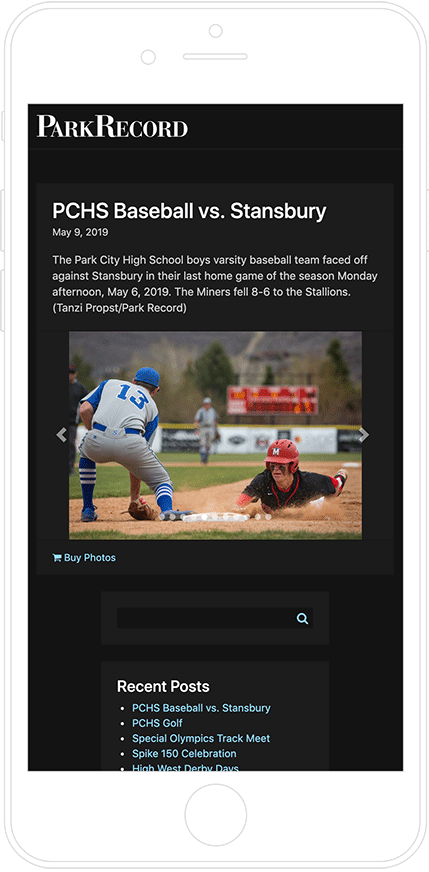 PARKRECORD
PCHS Baseball vs. Stansbury
May 9, 2019
The Park City High School boys varsity baseball team faced off
against Stansbury in their last home game of the season Monday
afternoon, May 6, 2019. The Miners fell 8-6 to the Stallions.
(Tanzi Propst/Park Record)
13
M
Buy Photos
Recent Posts
PCHS Baseball vs. Stansbury
PCHS Golf
Special Olympics Track Meet
Spike 150 Celebration
High West Derby Days